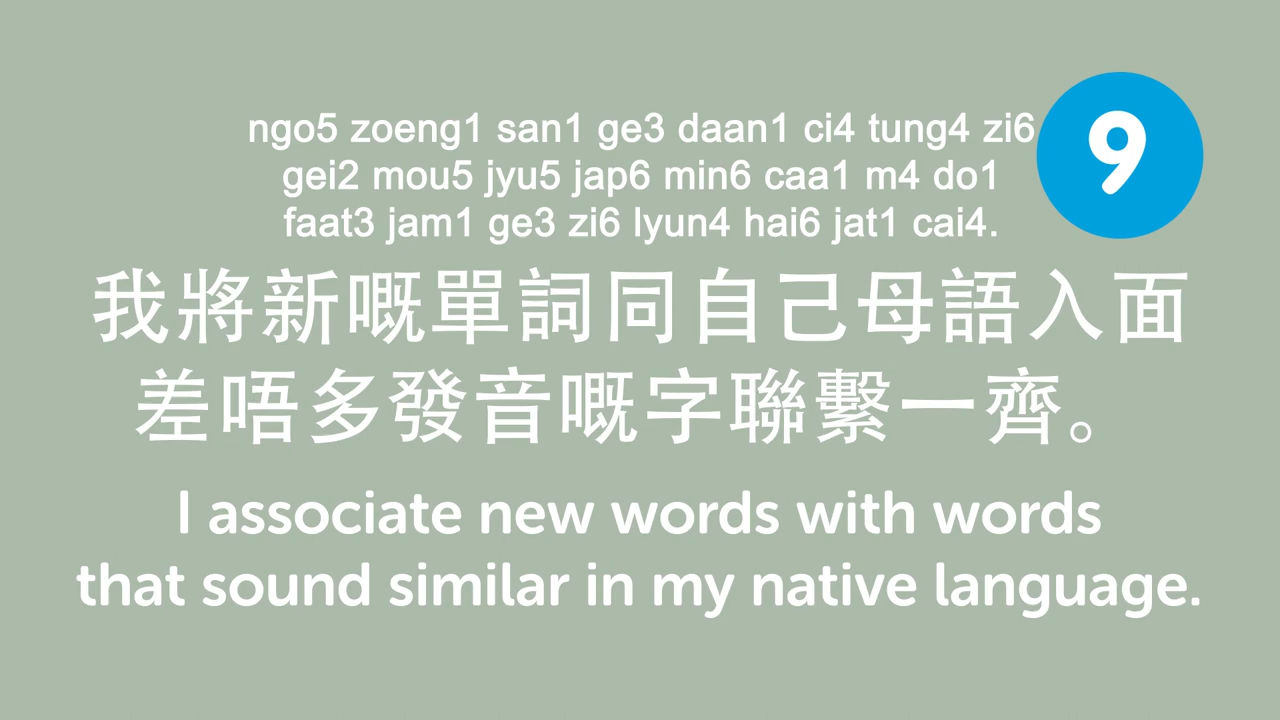 ngo5 zoeng1 san1 ge3 daan1 ci4 tung4 zi6
9
gei2 mou5 jyu5 jap6 min6 caa1 m4 do1
faat3 jam1 ge3 zi6 lyun4 hai6 jat1 cai4.
我將新嘅單詞同自己母語入面
差唔多發音嘅字聯繫一齊。
I associate new words with words
that sound similar in my native language.